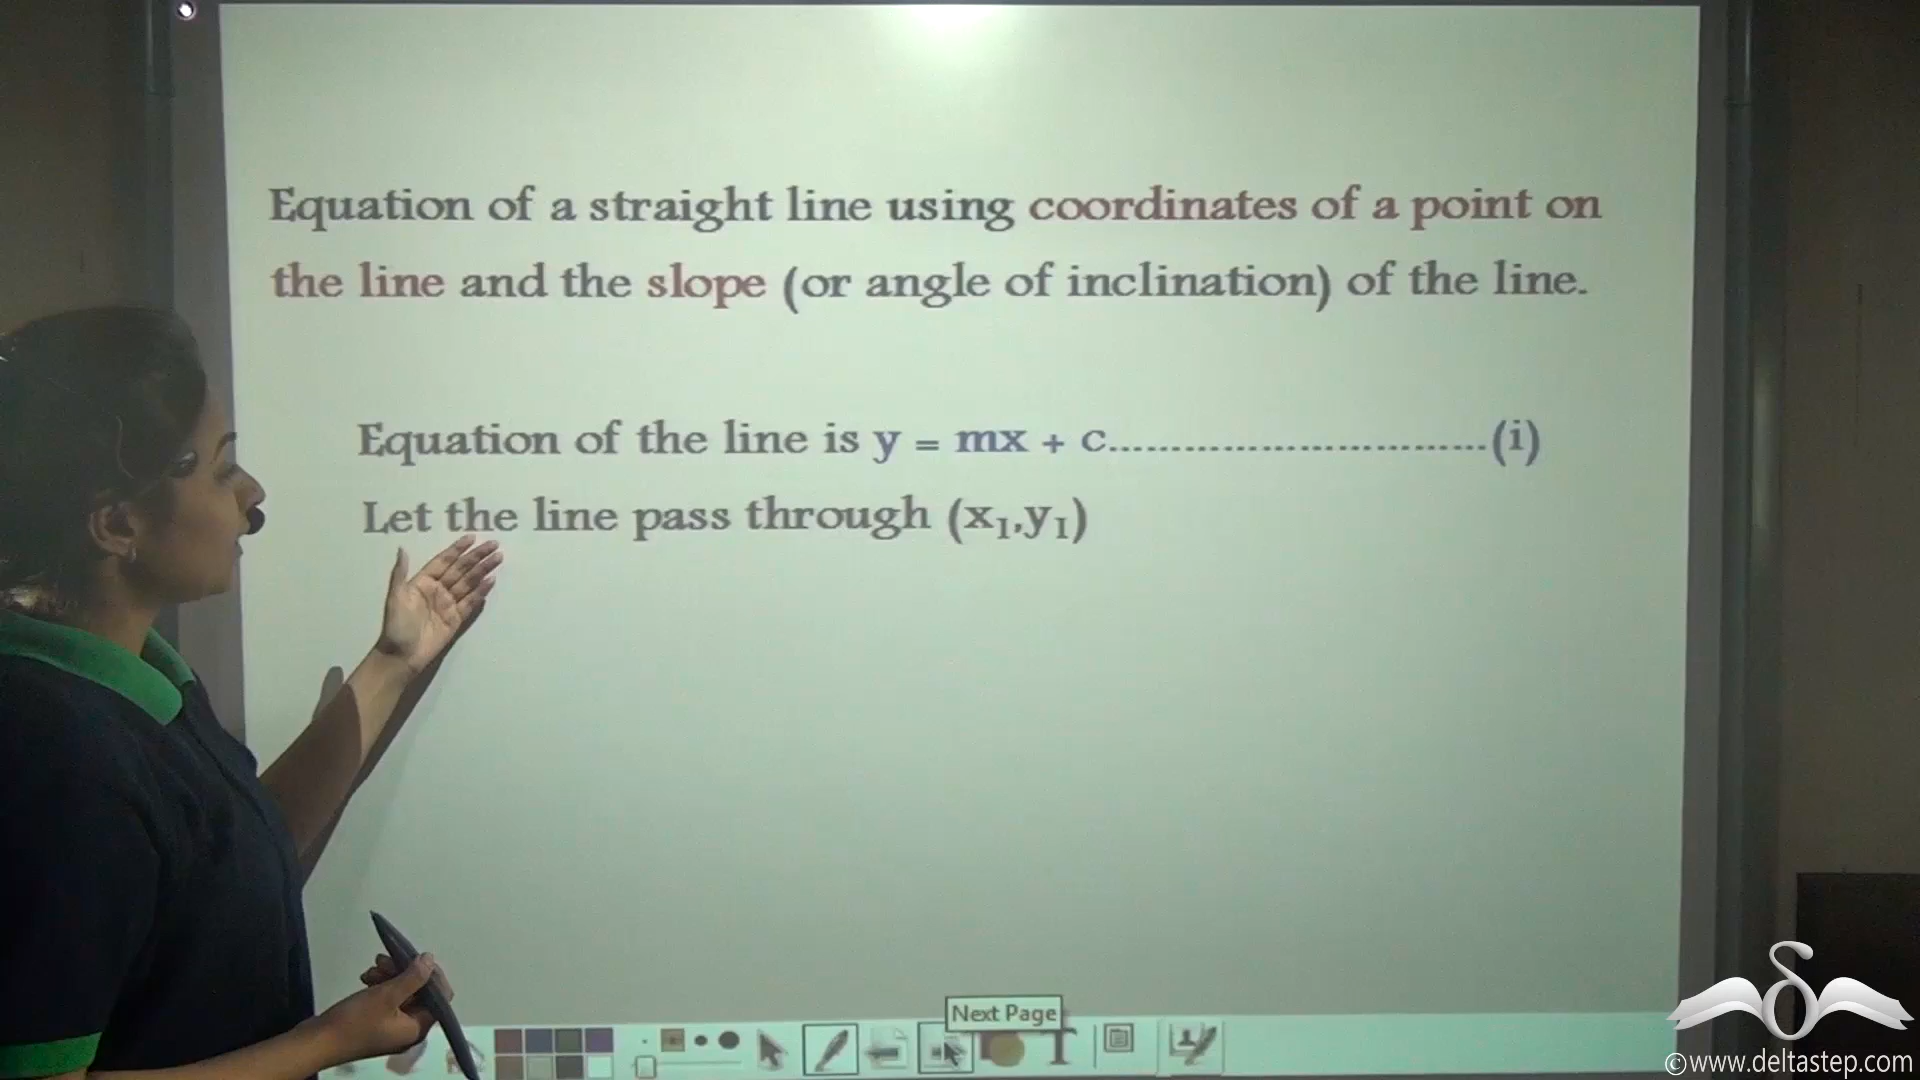 Equation of a straight line using coordinates of a point on
the line and the slope (or angle of inclination) of the line.
Equation of the line is y = mx + c..............................(i)
Let the line pass through (x₁,y₁)
Next Page
T
©www.deltastep.com